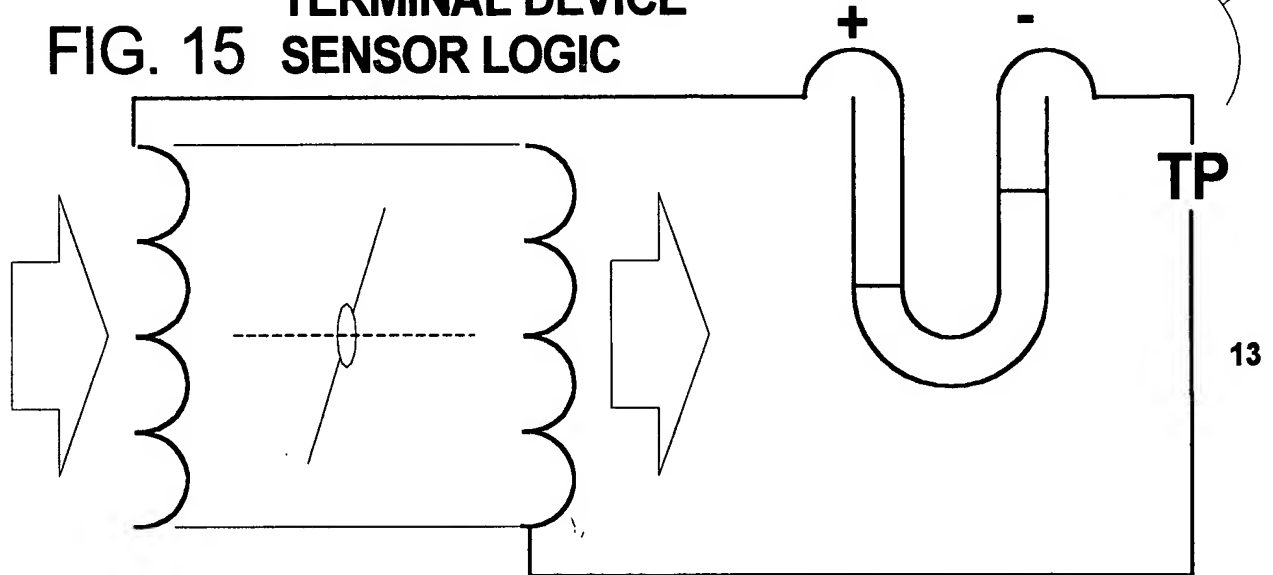 TERMINAL DEVICE
FIG. 15 SENSOR LOGIC
+ -
TP
13